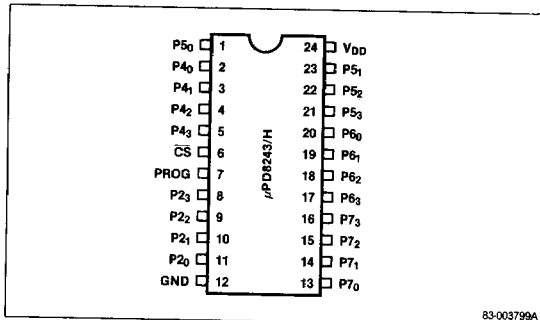 P5₀ 1 24 V_DD
P4₀ 2 23 P5₁
P4₁ 3 22 P5₂
P4₂ 4 21 P5₃
P4₃ 5 20 P6₀
C̅S̅ 6 19 P6₁
PROG 7 18 P6₂
P2₃ 8 17 P6₃
P2₂ 9 16 P7₃
P2₁ 10 15 P7₂
P2₀ 11 14 P7₁
GND 12 13 P7₀
μPD8243/H
83-003799A